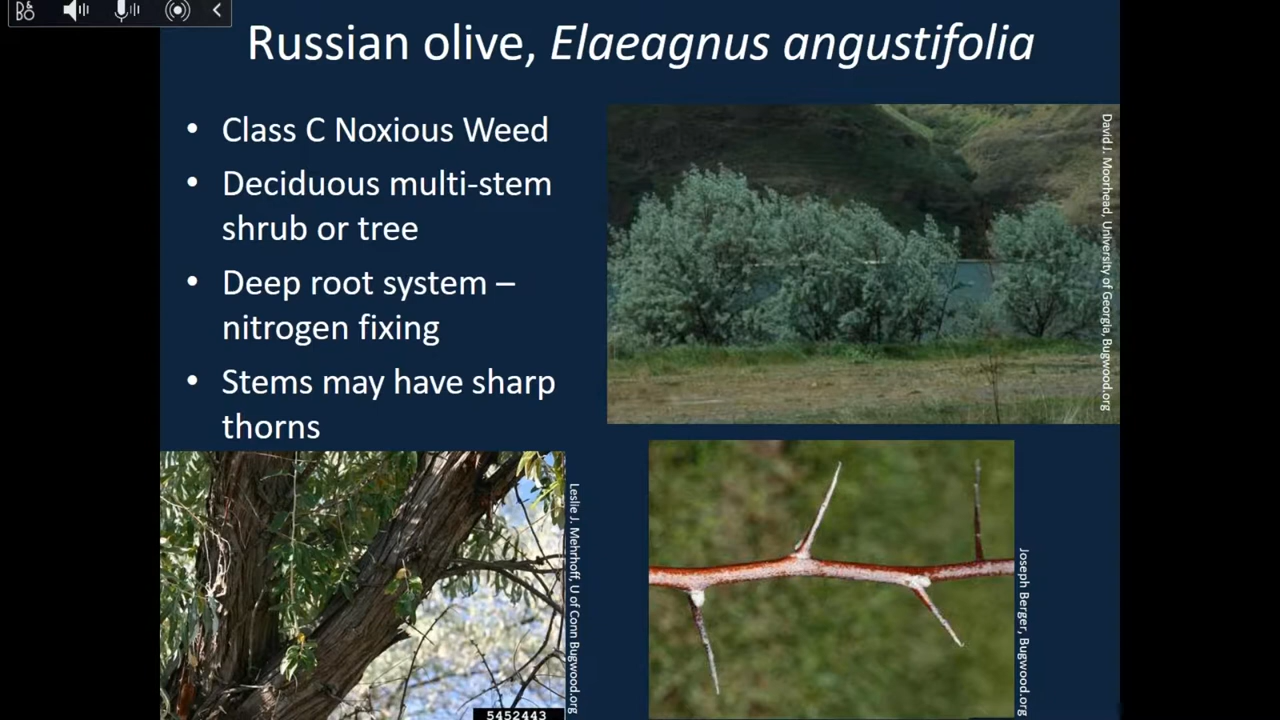 Russian olive, Elaeagnus angustifolia
• Class C Noxious Weed
• Deciduous multi-stem
shrub or tree
• Deep root system –
nitrogen fixing
• Stems may have sharp
thorns
David J. Moorhead, University of Georgia, Bugwood.org
Leslie J. Mehrhoff, U of Conn Bugwood.org
5452443
Joseph Berger, Bugwood.org